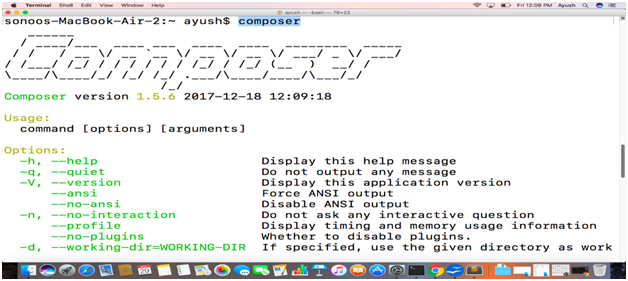 Terminal Shell Edit View Window Help Fri 12:08 PM Ayush
ayush — -bash — 78×22
sonoos-MacBook-Air-2:~ ayush$ composer
Composer
Composer version 1.5.6 2017-12-18 12:09:18
Usage:
command [options] [arguments]
Options:
-h, --help Display this help message
-q, --quiet Do not output any message
-V, --version Display this application version
--ansi Force ANSI output
--no-ansi Disable ANSI output
-n, --no-interaction Do not ask any interactive question
--profile Display timing and memory usage information
--no-plugins Whether to disable plugins.
-d, --working-dir=WORKING-DIR If specified, use the given directory as work